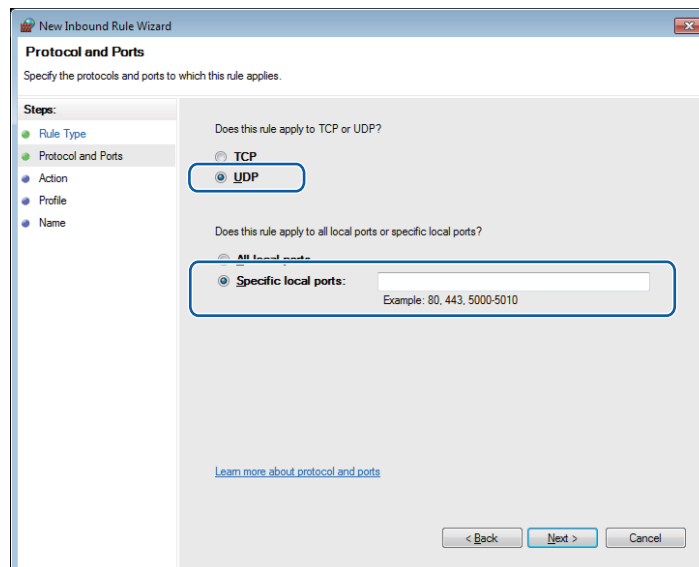 New Inbound Rule Wizard
Protocol and Ports
Specify the protocols and ports to which this rule applies.
Steps:
Rule Type
Protocol and Ports
Action
Profile
Name
Does this rule apply to TCP or UDP?
TCP
UDP
Does this rule apply to all local ports or specific local ports?
All local ports
Specific local ports:
Example: 80, 443, 5000-5010
Learn more about protocol and ports
< Back Next > Cancel